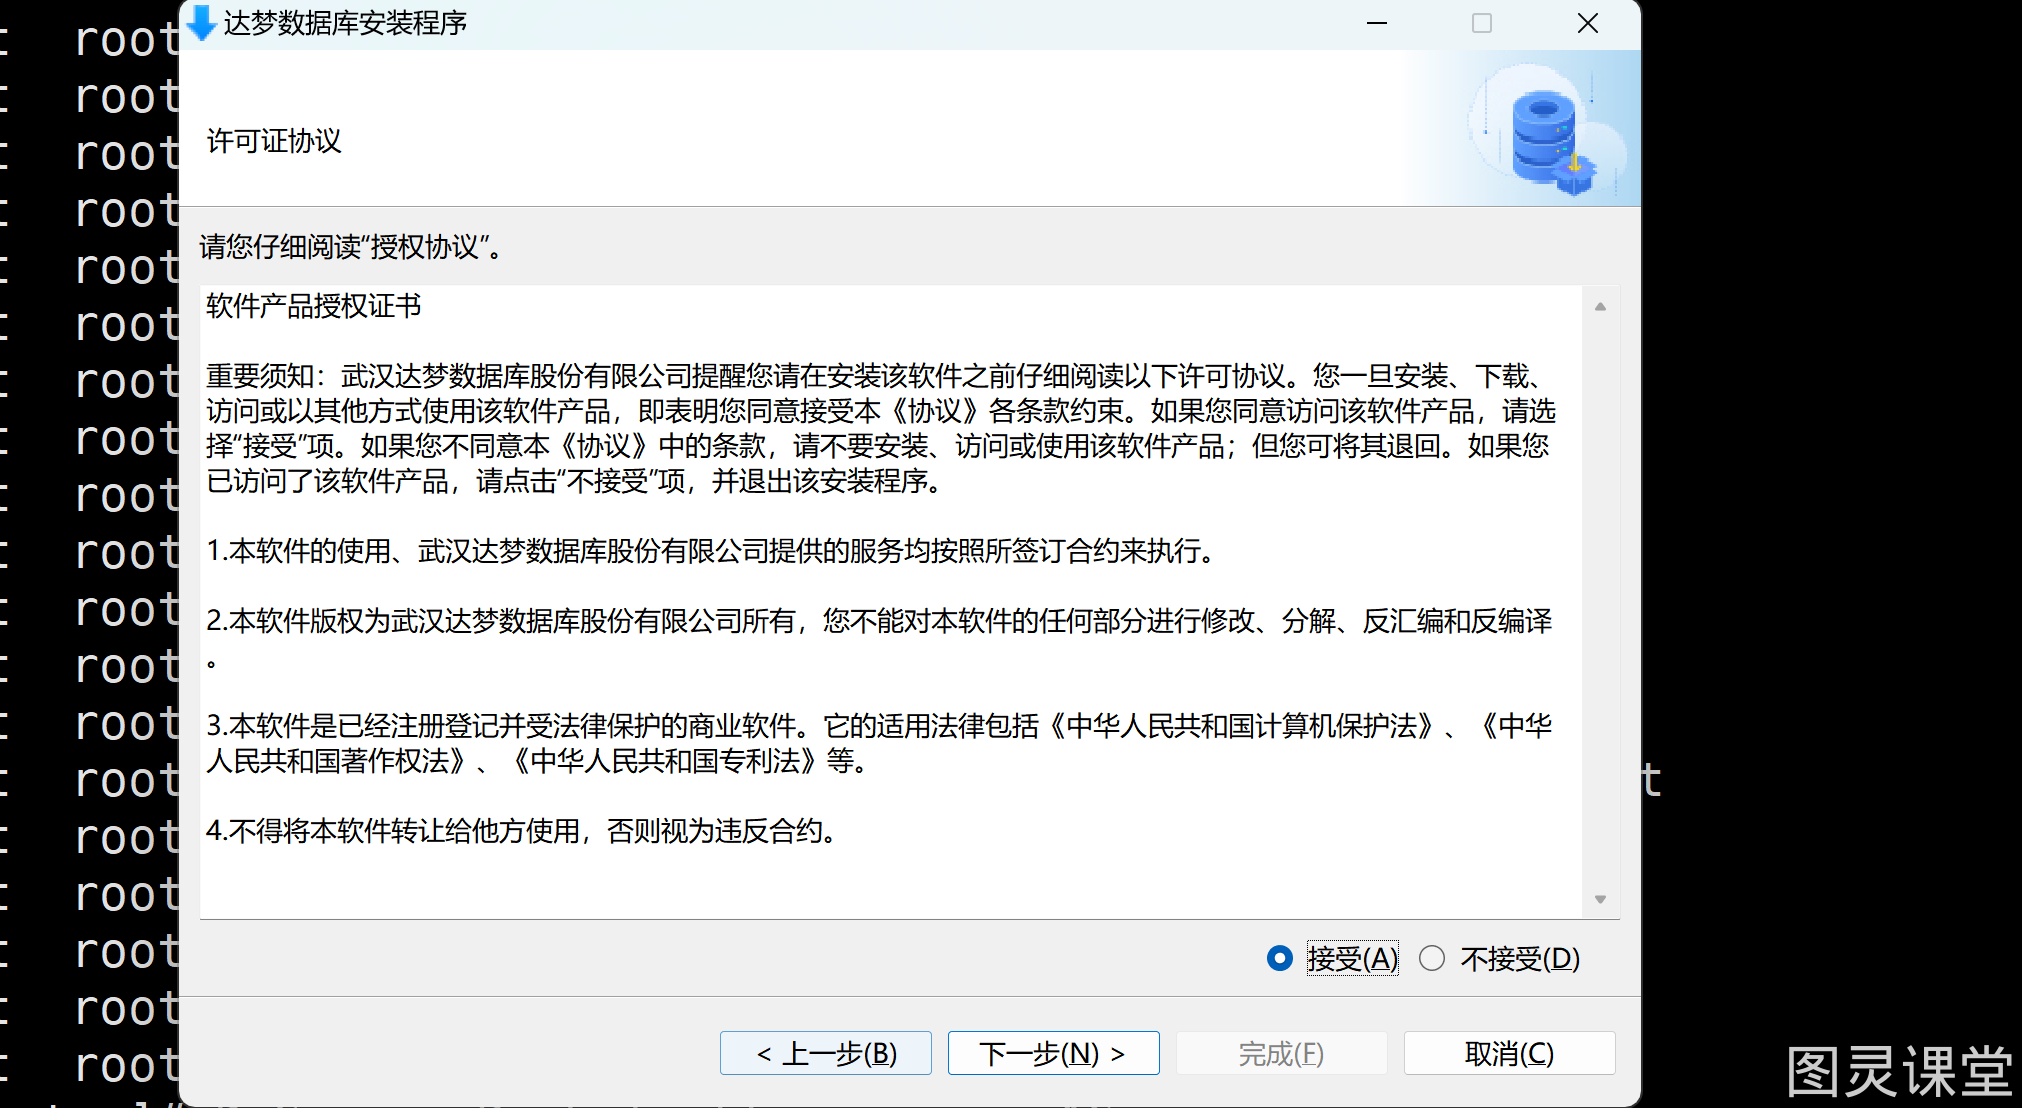 达梦数据库安装程序
许可证协议
请您仔细阅读“授权协议”。
软件产品授权证书
重要须知：武汉达梦数据库股份有限公司提醒您请在安装该软件之前仔细阅读以下许可协议。您一旦安装、下载、
访问或以其他方式使用该软件产品，即表明您同意接受本《协议》各条款约束。如果您同意访问该软件产品，请选
择“接受”项。如果您不同意本《协议》中的条款，请不要安装、访问或使用该软件产品；但您可将其退回。如果您
已访问了该软件产品，请点击“不接受”项，并退出该安装程序。
1.本软件的使用、武汉达梦数据库股份有限公司提供的服务均按照所签订合约来执行。
2.本软件版权为武汉达梦数据库股份有限公司所有，您不能对本软件的任何部分进行修改、分解、反汇编和反编译
。
3.本软件是已经注册登记并受法律保护的商业软件。它的适用法律包括《中华人民共和国计算机保护法》、《中华
人民共和国著作权法》、《中华人民共和国专利法》等。
4.不得将本软件转让给他方使用，否则视为违反合约。
接受(A) 不接受(D)
< 上一步(B) 下一步(N) > 完成(F) 取消(C)
root
root
root
root
root
root
root
root
root
root
root
root
root
root t
root
root
root
root
root
图灵课堂